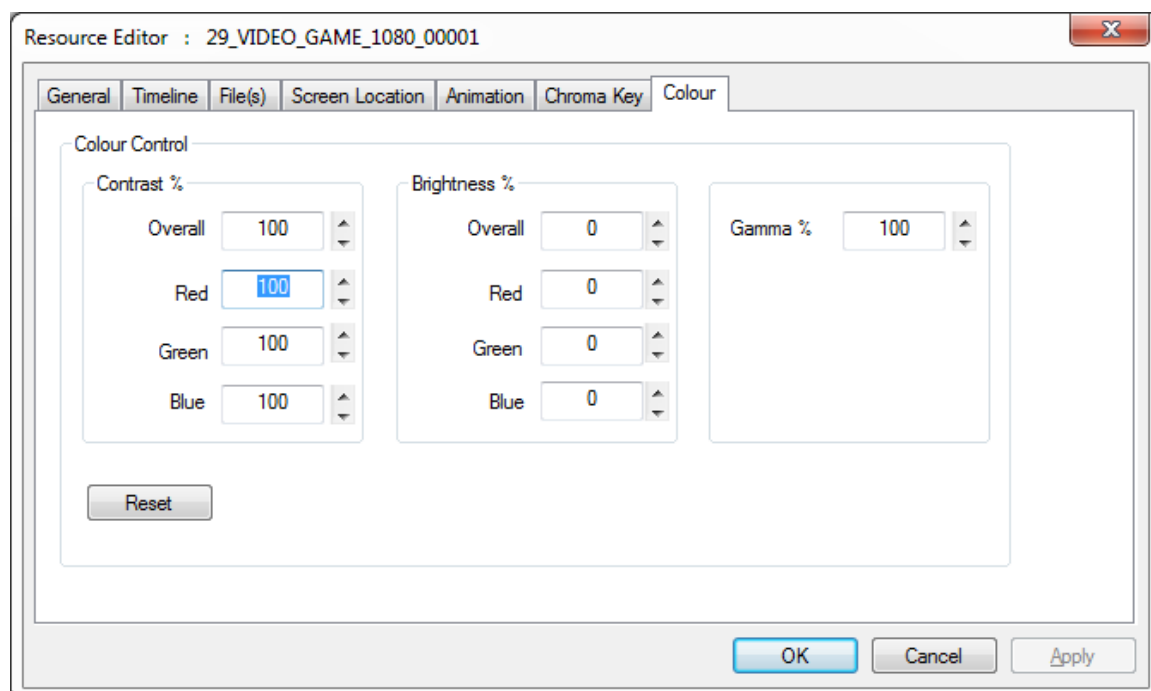 Resource Editor : 29_VIDEO_GAME_1080_00001
x
General Timeline File(s) Screen Location Animation Chroma Key Colour
Colour Control
Contrast % Brightness %
Overall 100 Overall 0 Gamma % 100
Red 100 Red 0
Green 100 Green 0
Blue 100 Blue 0
Reset
OK Cancel Apply